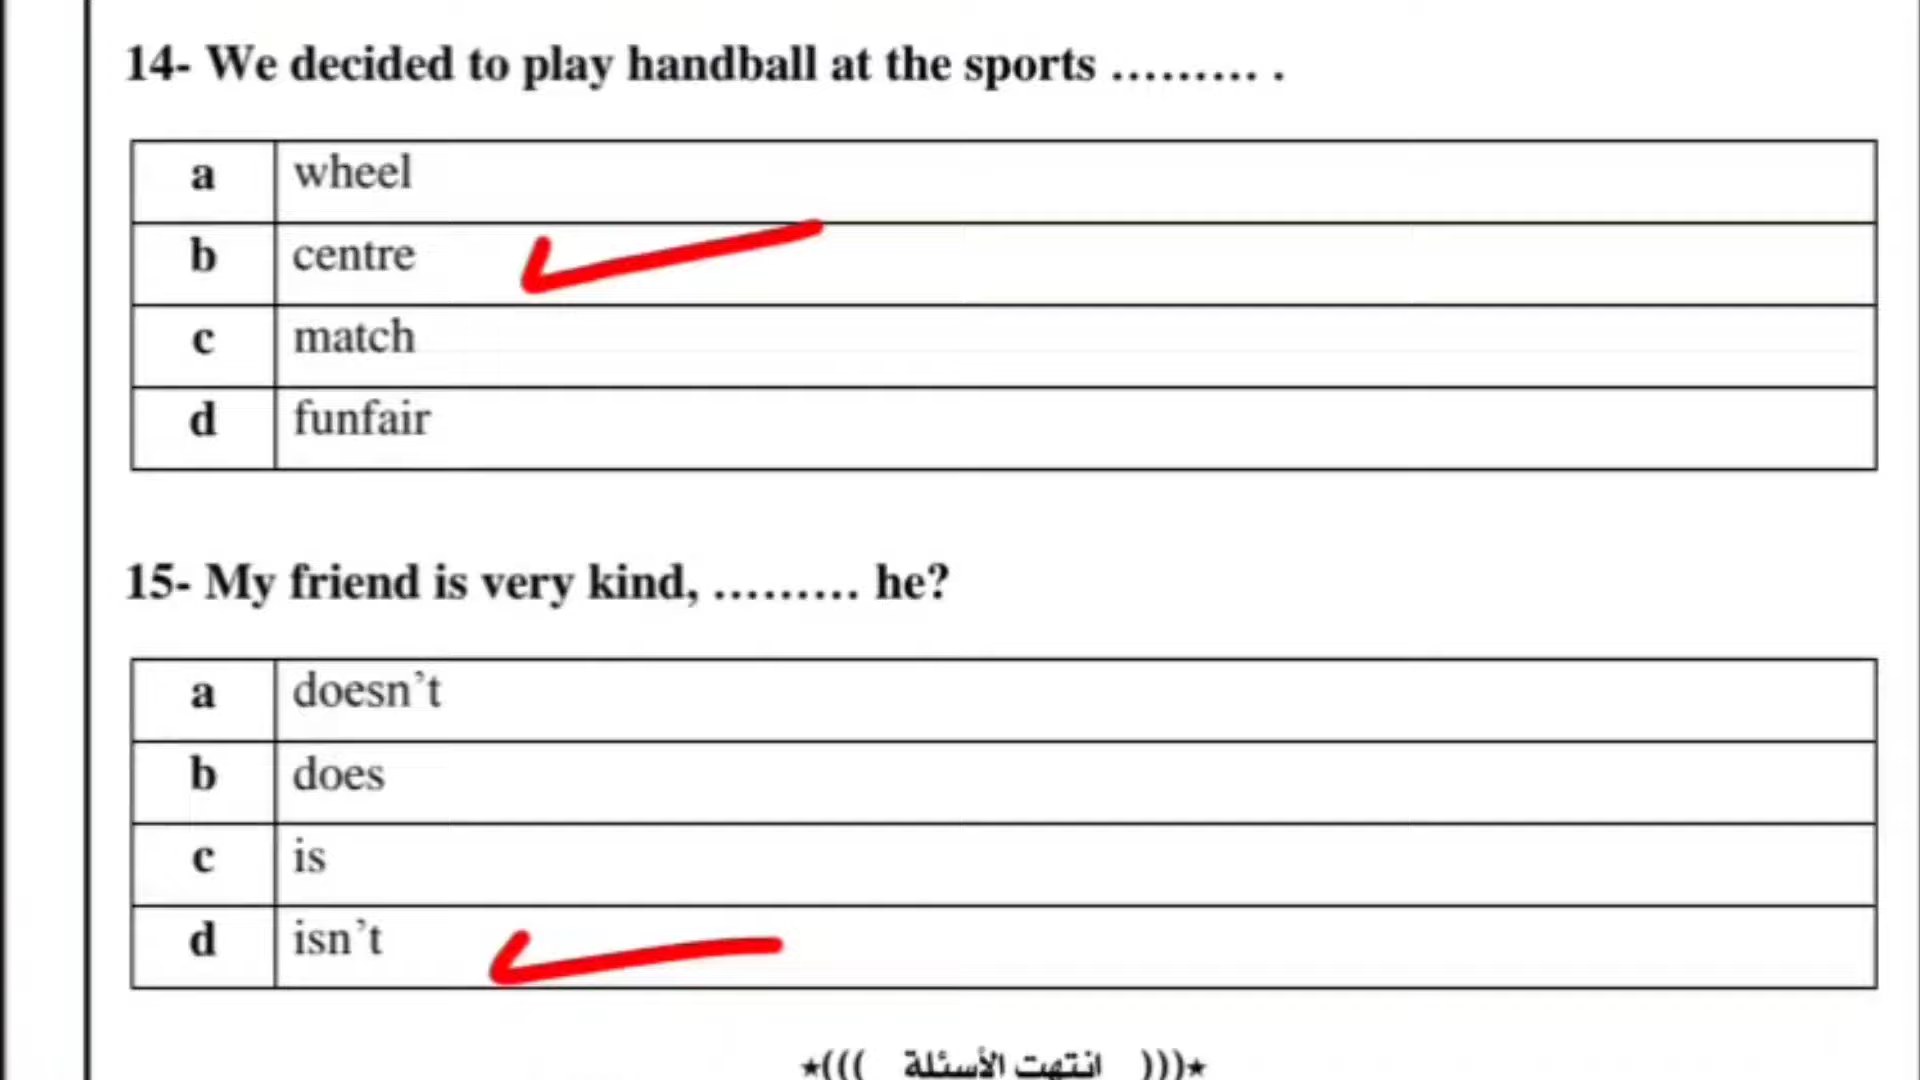 14- We decided to play handball at the sports ......... .
a wheel
b centre
c match
d funfair
15- My friend is very kind, ......... he?
a doesn’t
b does
c is
d isn’t
★((( انتهت الأسئلة )))★